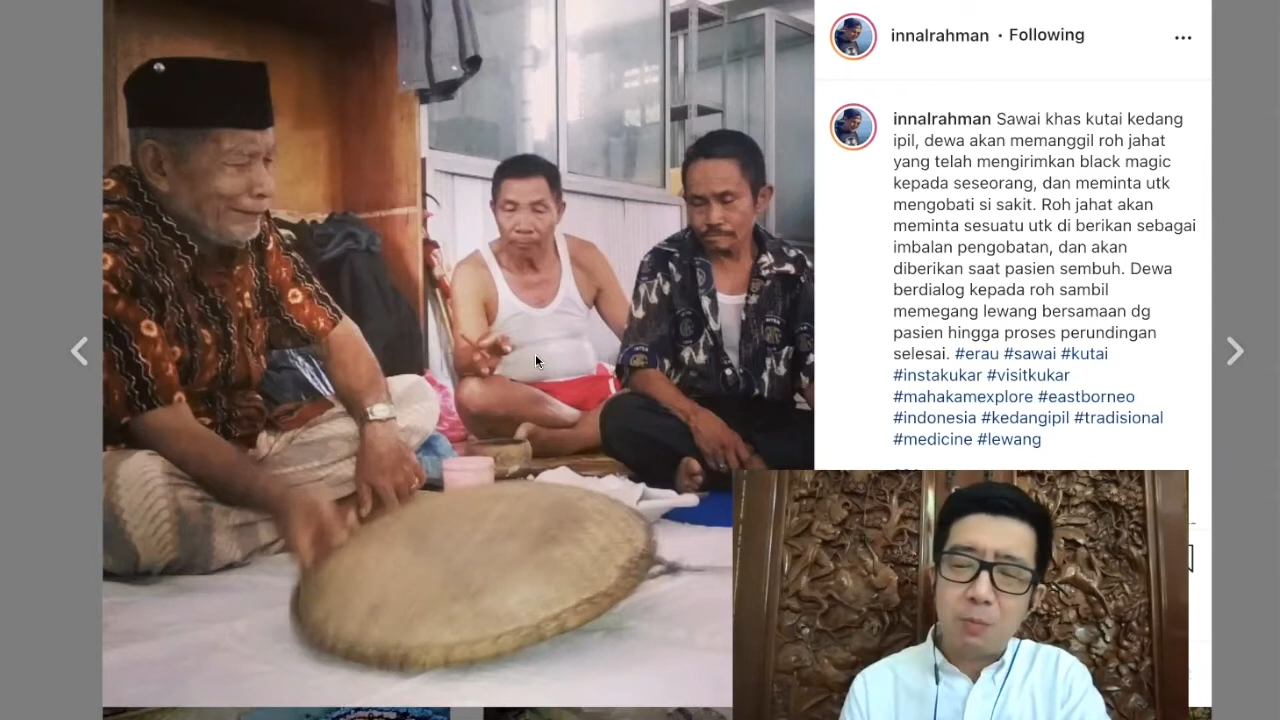 innalrahman • Following
innalrahman Sawai khas kutai kedang
ipil, dewa akan memanggil roh jahat
yang telah mengirimkan black magic
kepada seseorang, dan meminta utk
mengobati si sakit. Roh jahat akan
meminta sesuatu utk di berikan sebagai
imbalan pengobatan, dan akan
diberikan saat pasien sembuh. Dewa
berdialog kepada roh sambil
memegang lewang bersamaan dg
pasien hingga proses perundingan
selesai. #erau #sawai #kutai
#instakukar #visitkukar
#mahakamexplore #eastborneo
#indonesia #kedangipil #tradisional
#medicine #lewang